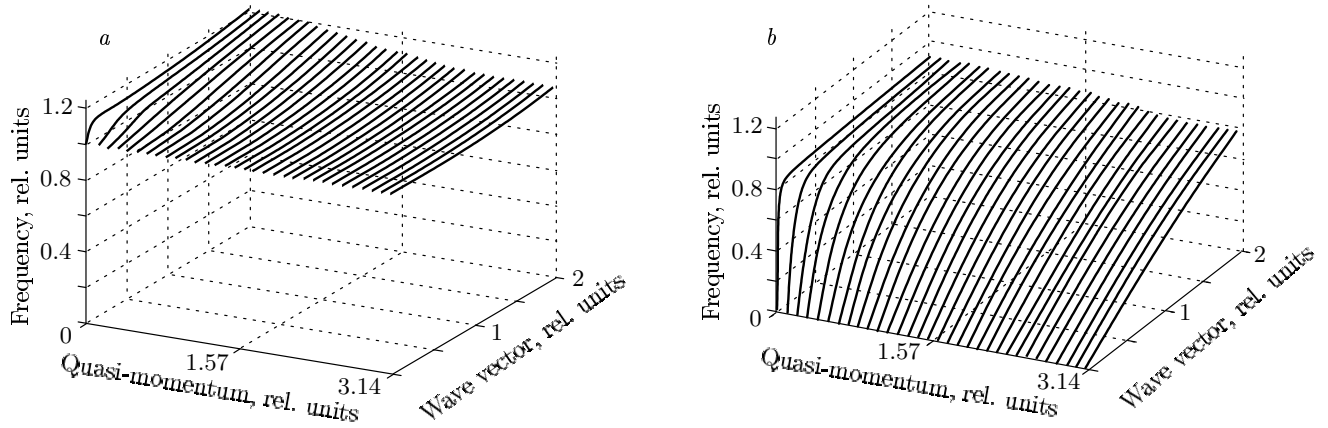 a
Frequency, rel. units
1.2
0.8
0.4
0
1.57
3.14
Quasi-momentum, rel. units
1
2
Wave vector, rel. units
b
Frequency, rel. units
1.2
0.8
0.4
0
1.57
3.14
Quasi-momentum, rel. units
1
2
Wave vector, rel. units